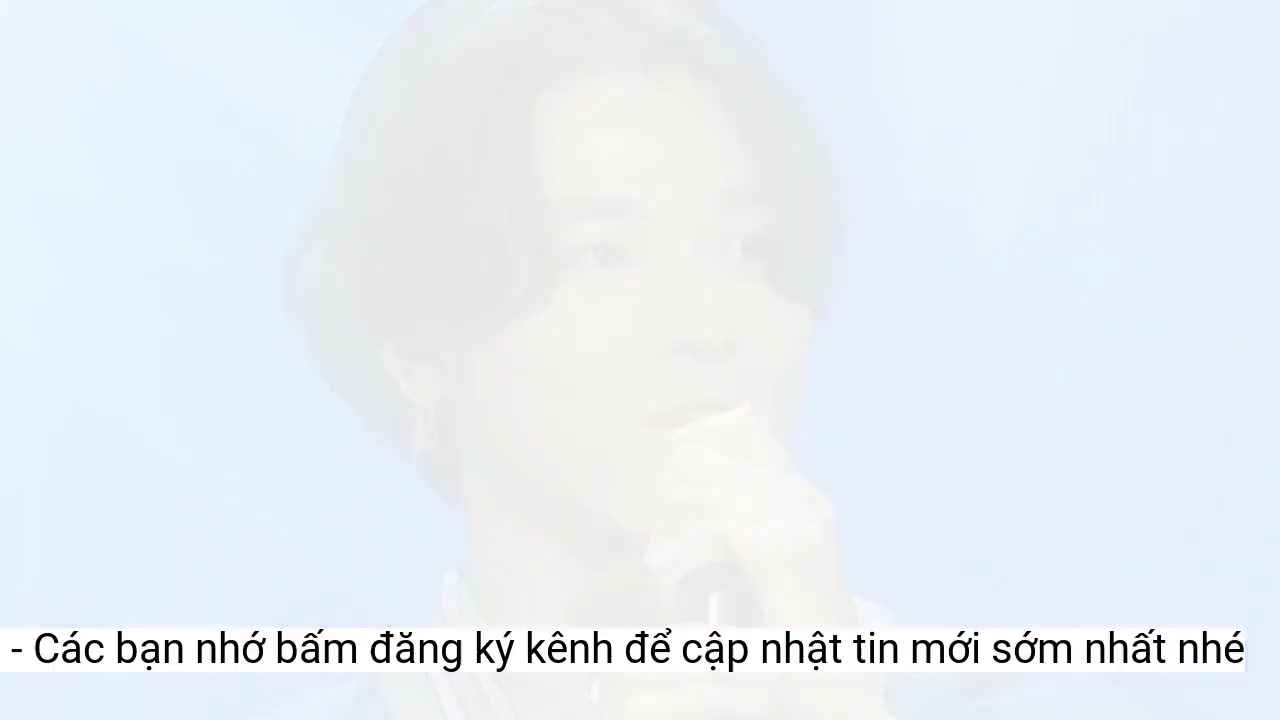 - Các bạn nhớ bấm đăng ký kênh để cập nhật tin mới sớm nhất nhé